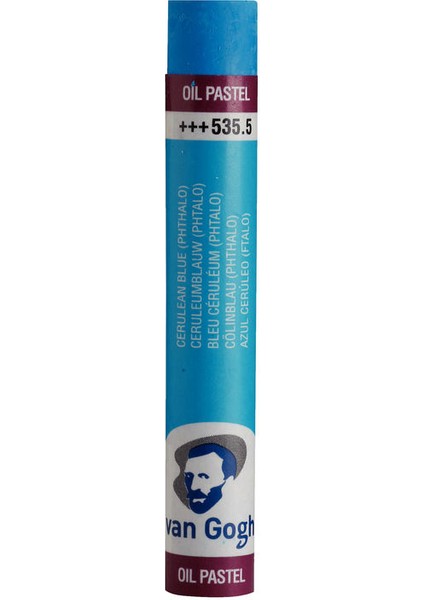 OIL PASTEL
+++535.5
CERULEAN BLUE (PHTHALO)
CERULEUMBLAUW (PHTALO)
BLEU CÉRULÉUM (PHTALO)
CÖLINBLAU (PHTHALO)
AZUL CERÚLEO (FTALO)
van Gogh
OIL PASTEL